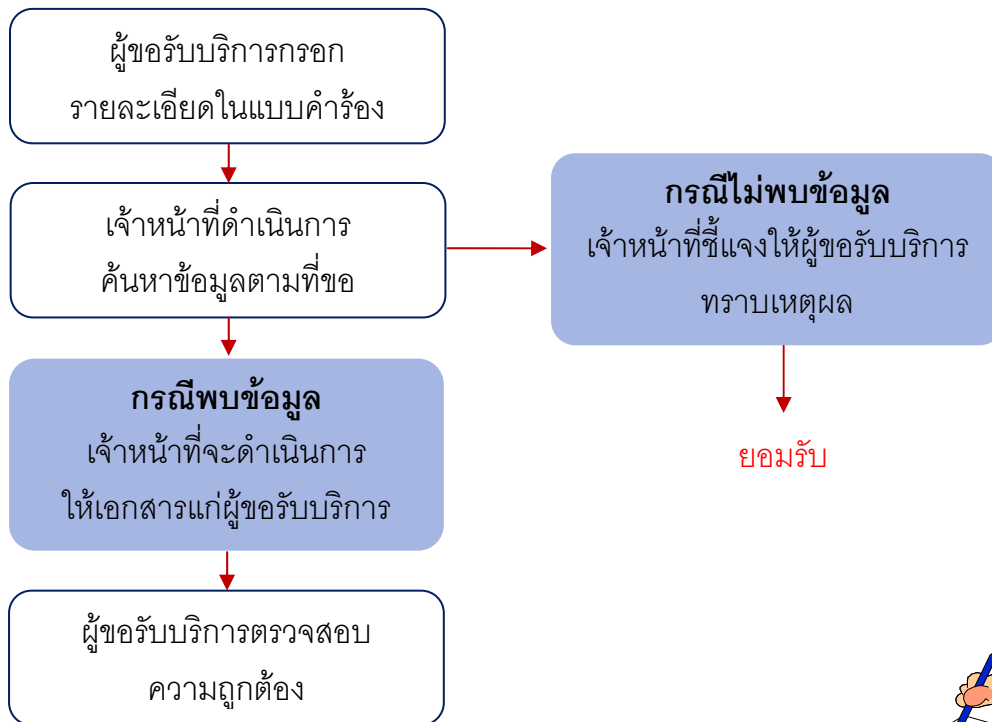 ผู้ขอรับบริการกรอก
รายละเอียดในแบบคำร้อง
เจ้าหน้าที่ดำเนินการ
ค้นหาข้อมูลตามที่ขอ
กรณีไม่พบข้อมูล
เจ้าหน้าที่ชี้แจงให้ผู้ขอรับบริการ
ทราบเหตุผล
ยอมรับ
กรณีพบข้อมูล
เจ้าหน้าที่จะดำเนินการ
ให้เอกสารแก่ผู้ขอรับบริการ
ผู้ขอรับบริการตรวจสอบ
ความถูกต้อง